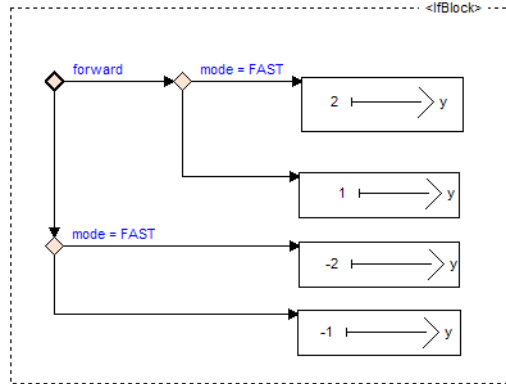 <IfBlock>
forward
mode = FAST
2 y
1 y
mode = FAST
-2 y
-1 y